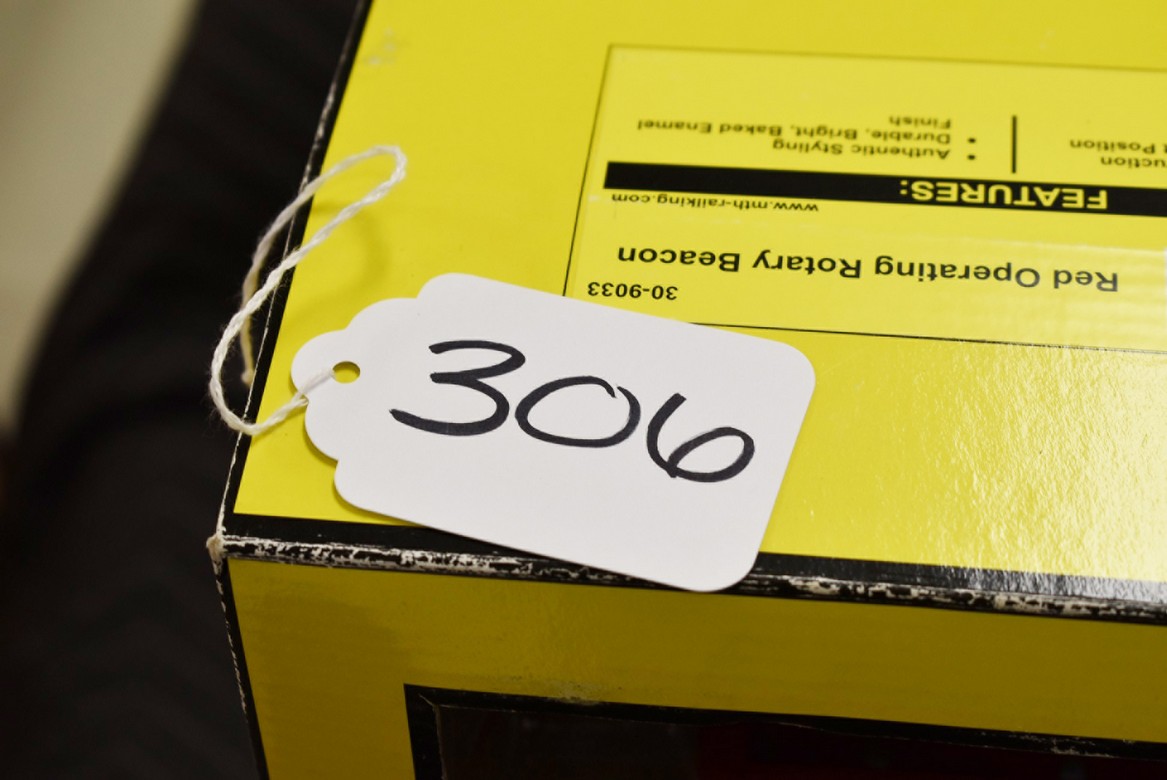 306
30-9033
Red Operating Rotary Beacon
www.mth-railking.com
FEATURES:
• Authentic Styling
• Durable, Bright, Baked Enamel
Finish
uction
t Position